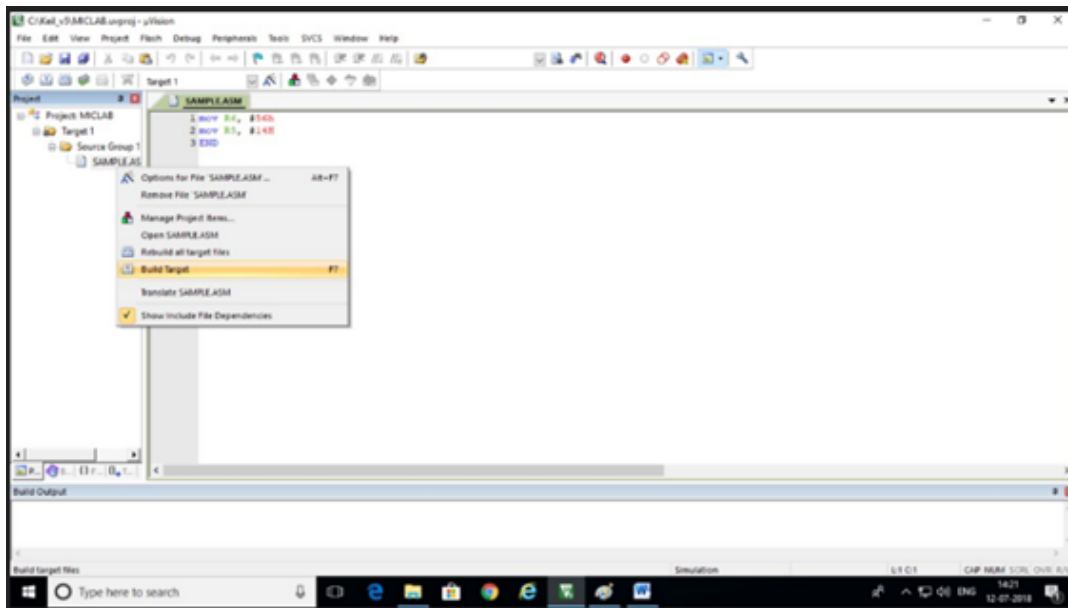 C:\Keil_v5\MICLAB.uvproj - µVision
File Edit View Project Flash Debug Peripherals Tools SVCS Window Help
Target 1
Project
SAMPLE.ASM
Project: MICLAB
Target 1
Source Group 1
SAMPLE.AS
1 mov R4, #56h
2 mov R5, #14H
3 END
Options for File 'SAMPLE.ASM'... Alt+F7
Remove File 'SAMPLE.ASM'
Manage Project Items...
Open SAMPLE.ASM
Rebuild all target files
Build Target F7
Translate SAMPLE.ASM
Show Include File Dependencies
Build Output
Build target files
Simulation
L:1 C:1
CAP NUM SCRL OVR R/
Type here to search
ENG
14:21
12-07-2018